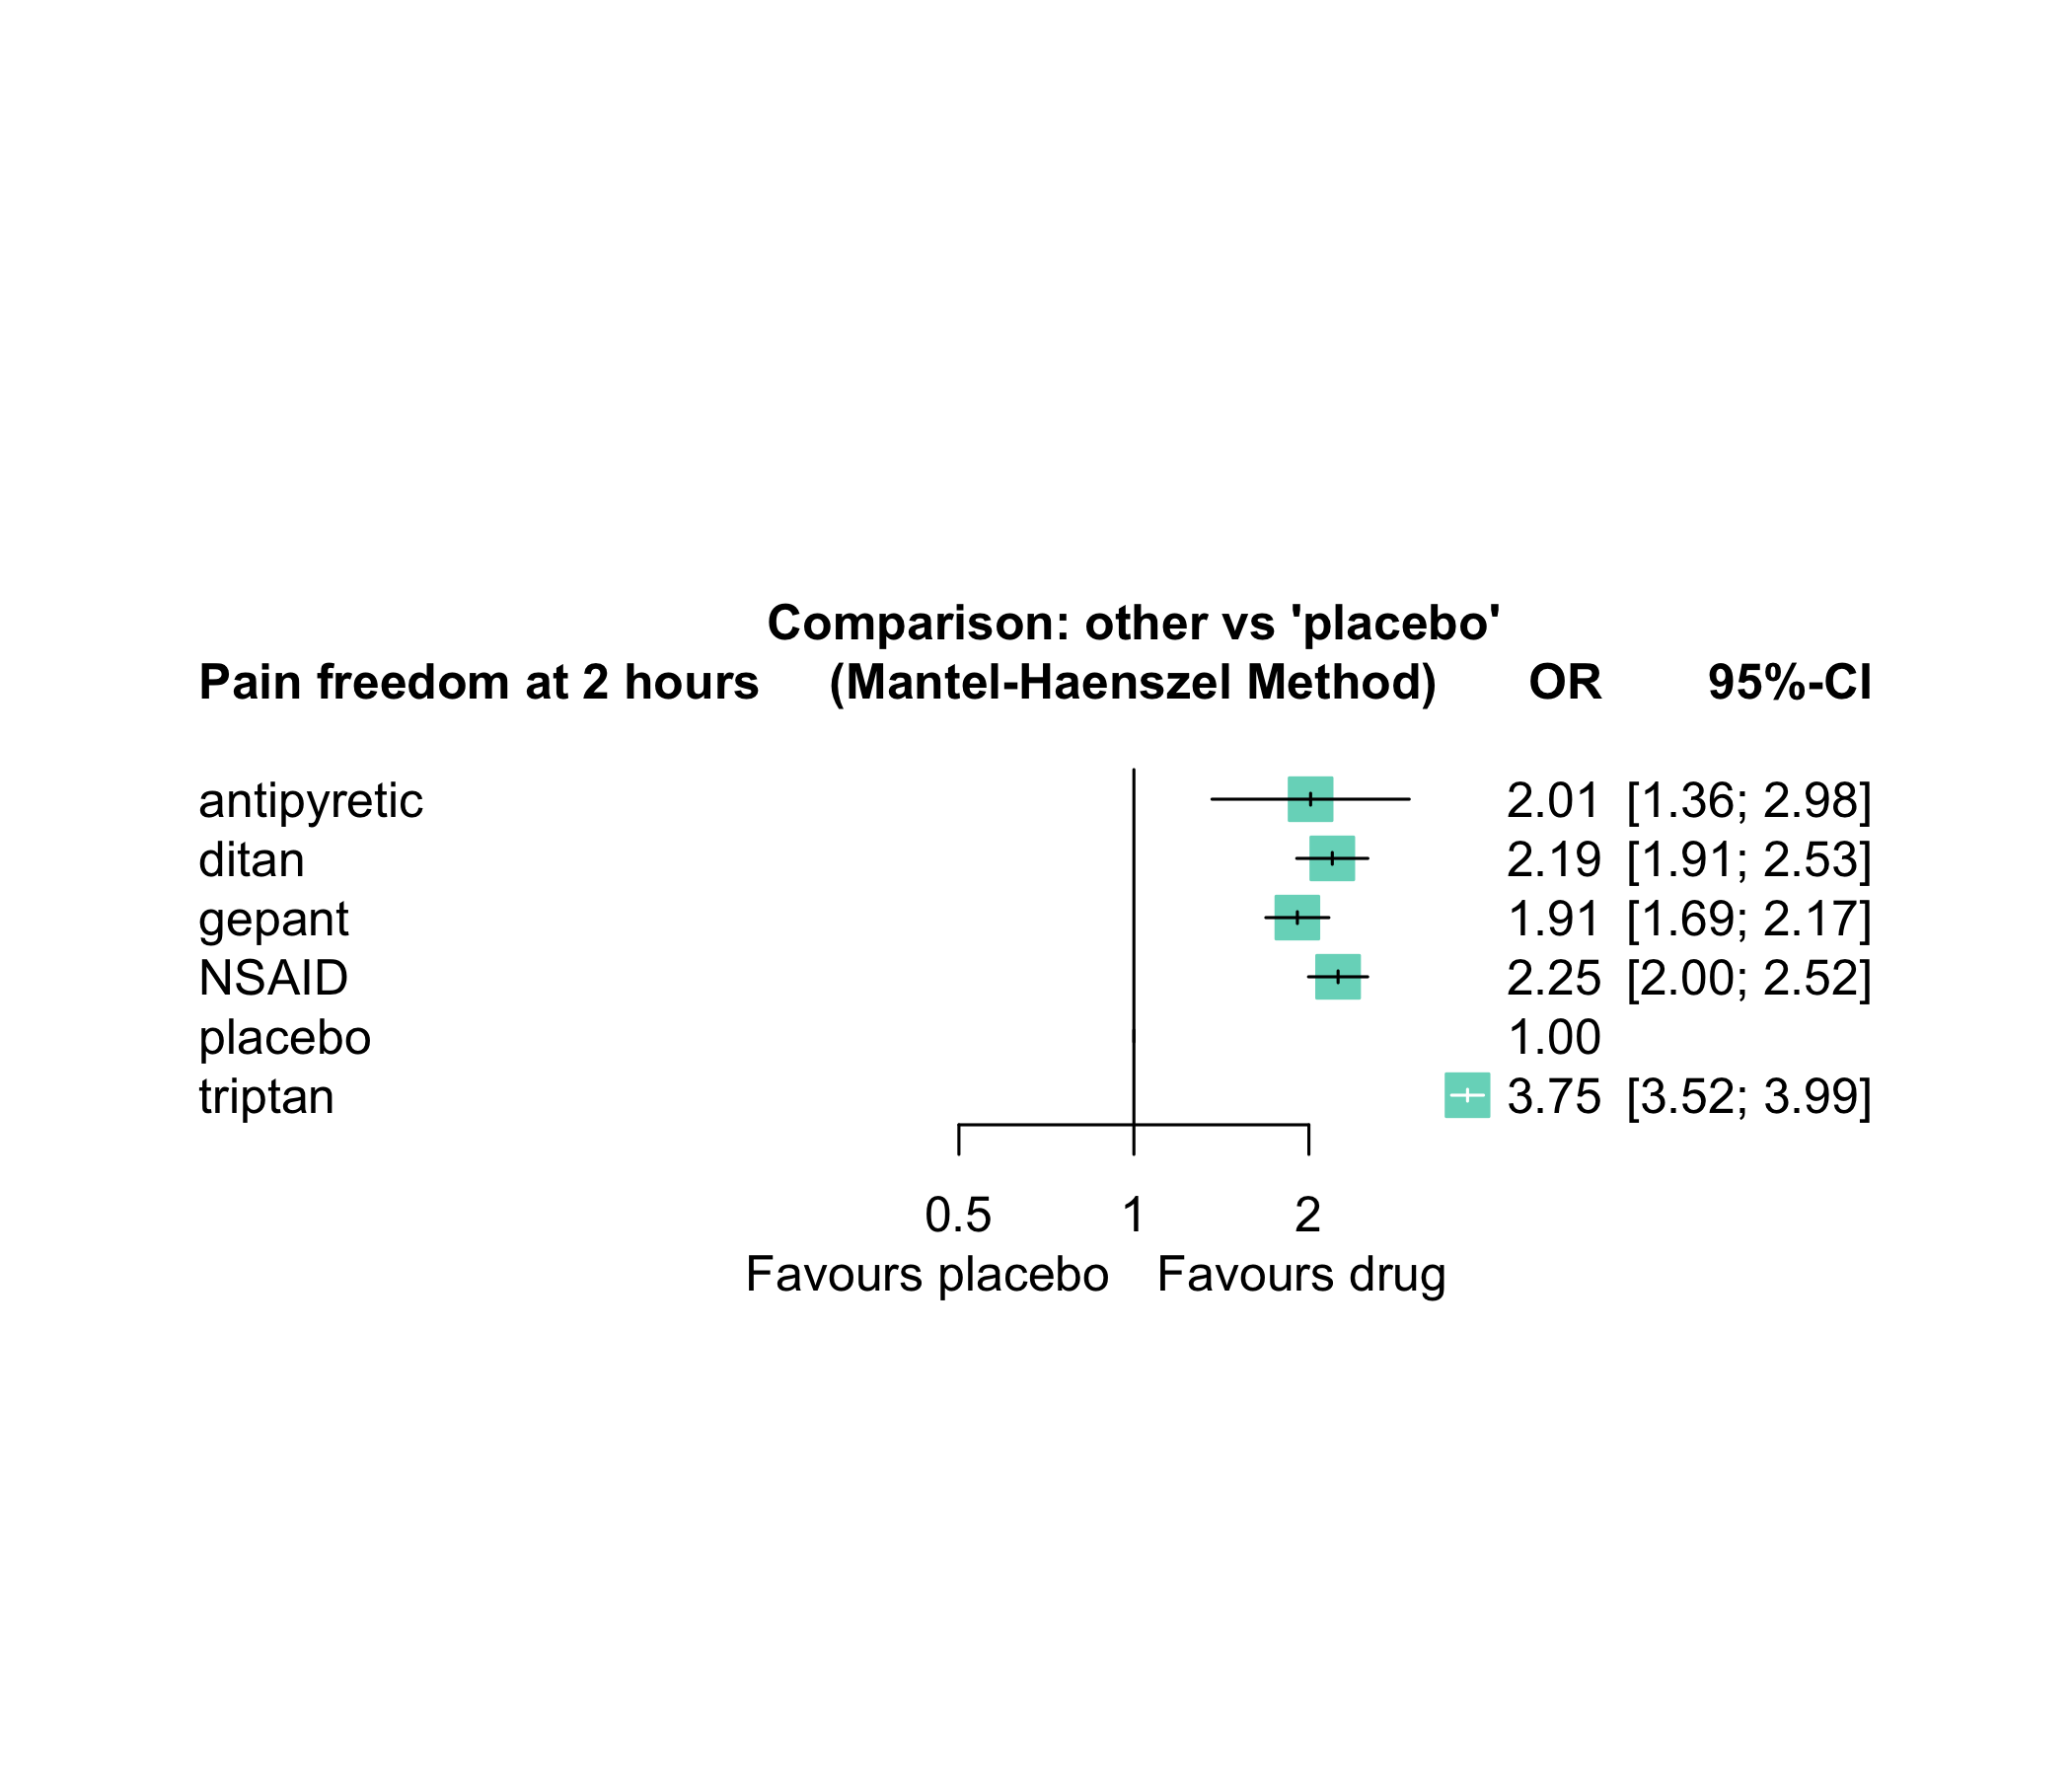 Comparison: other vs 'placebo'
Pain freedom at 2 hours (Mantel-Haenszel Method) OR 95%-CI
antipyretic 2.01 [1.36; 2.98]
ditan 2.19 [1.91; 2.53]
gepant 1.91 [1.69; 2.17]
NSAID 2.25 [2.00; 2.52]
placebo 1.00
triptan 3.75 [3.52; 3.99]
0.5 1 2
Favours placebo Favours drug